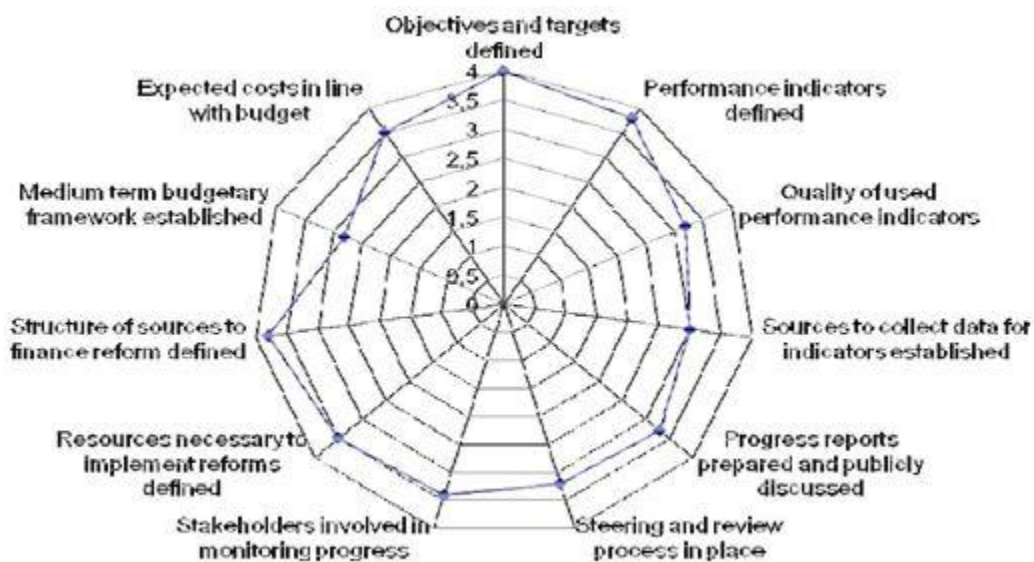 Objectives and targets
defined
Performance indicators
defined
Quality of used
performance indicators
Sources to collect data for
indicators established
Progress reports
prepared and publicly
discussed
Steering and review
process in place
Stakeholders involved in
monitoring progress
Resources necessary to
implement reforms
defined
Structure of sources to
finance reform defined
Medium term budgetary
framework established
Expected costs in line
with budget
4
3,5
3
2,5
2
1,5
1
0,5
0